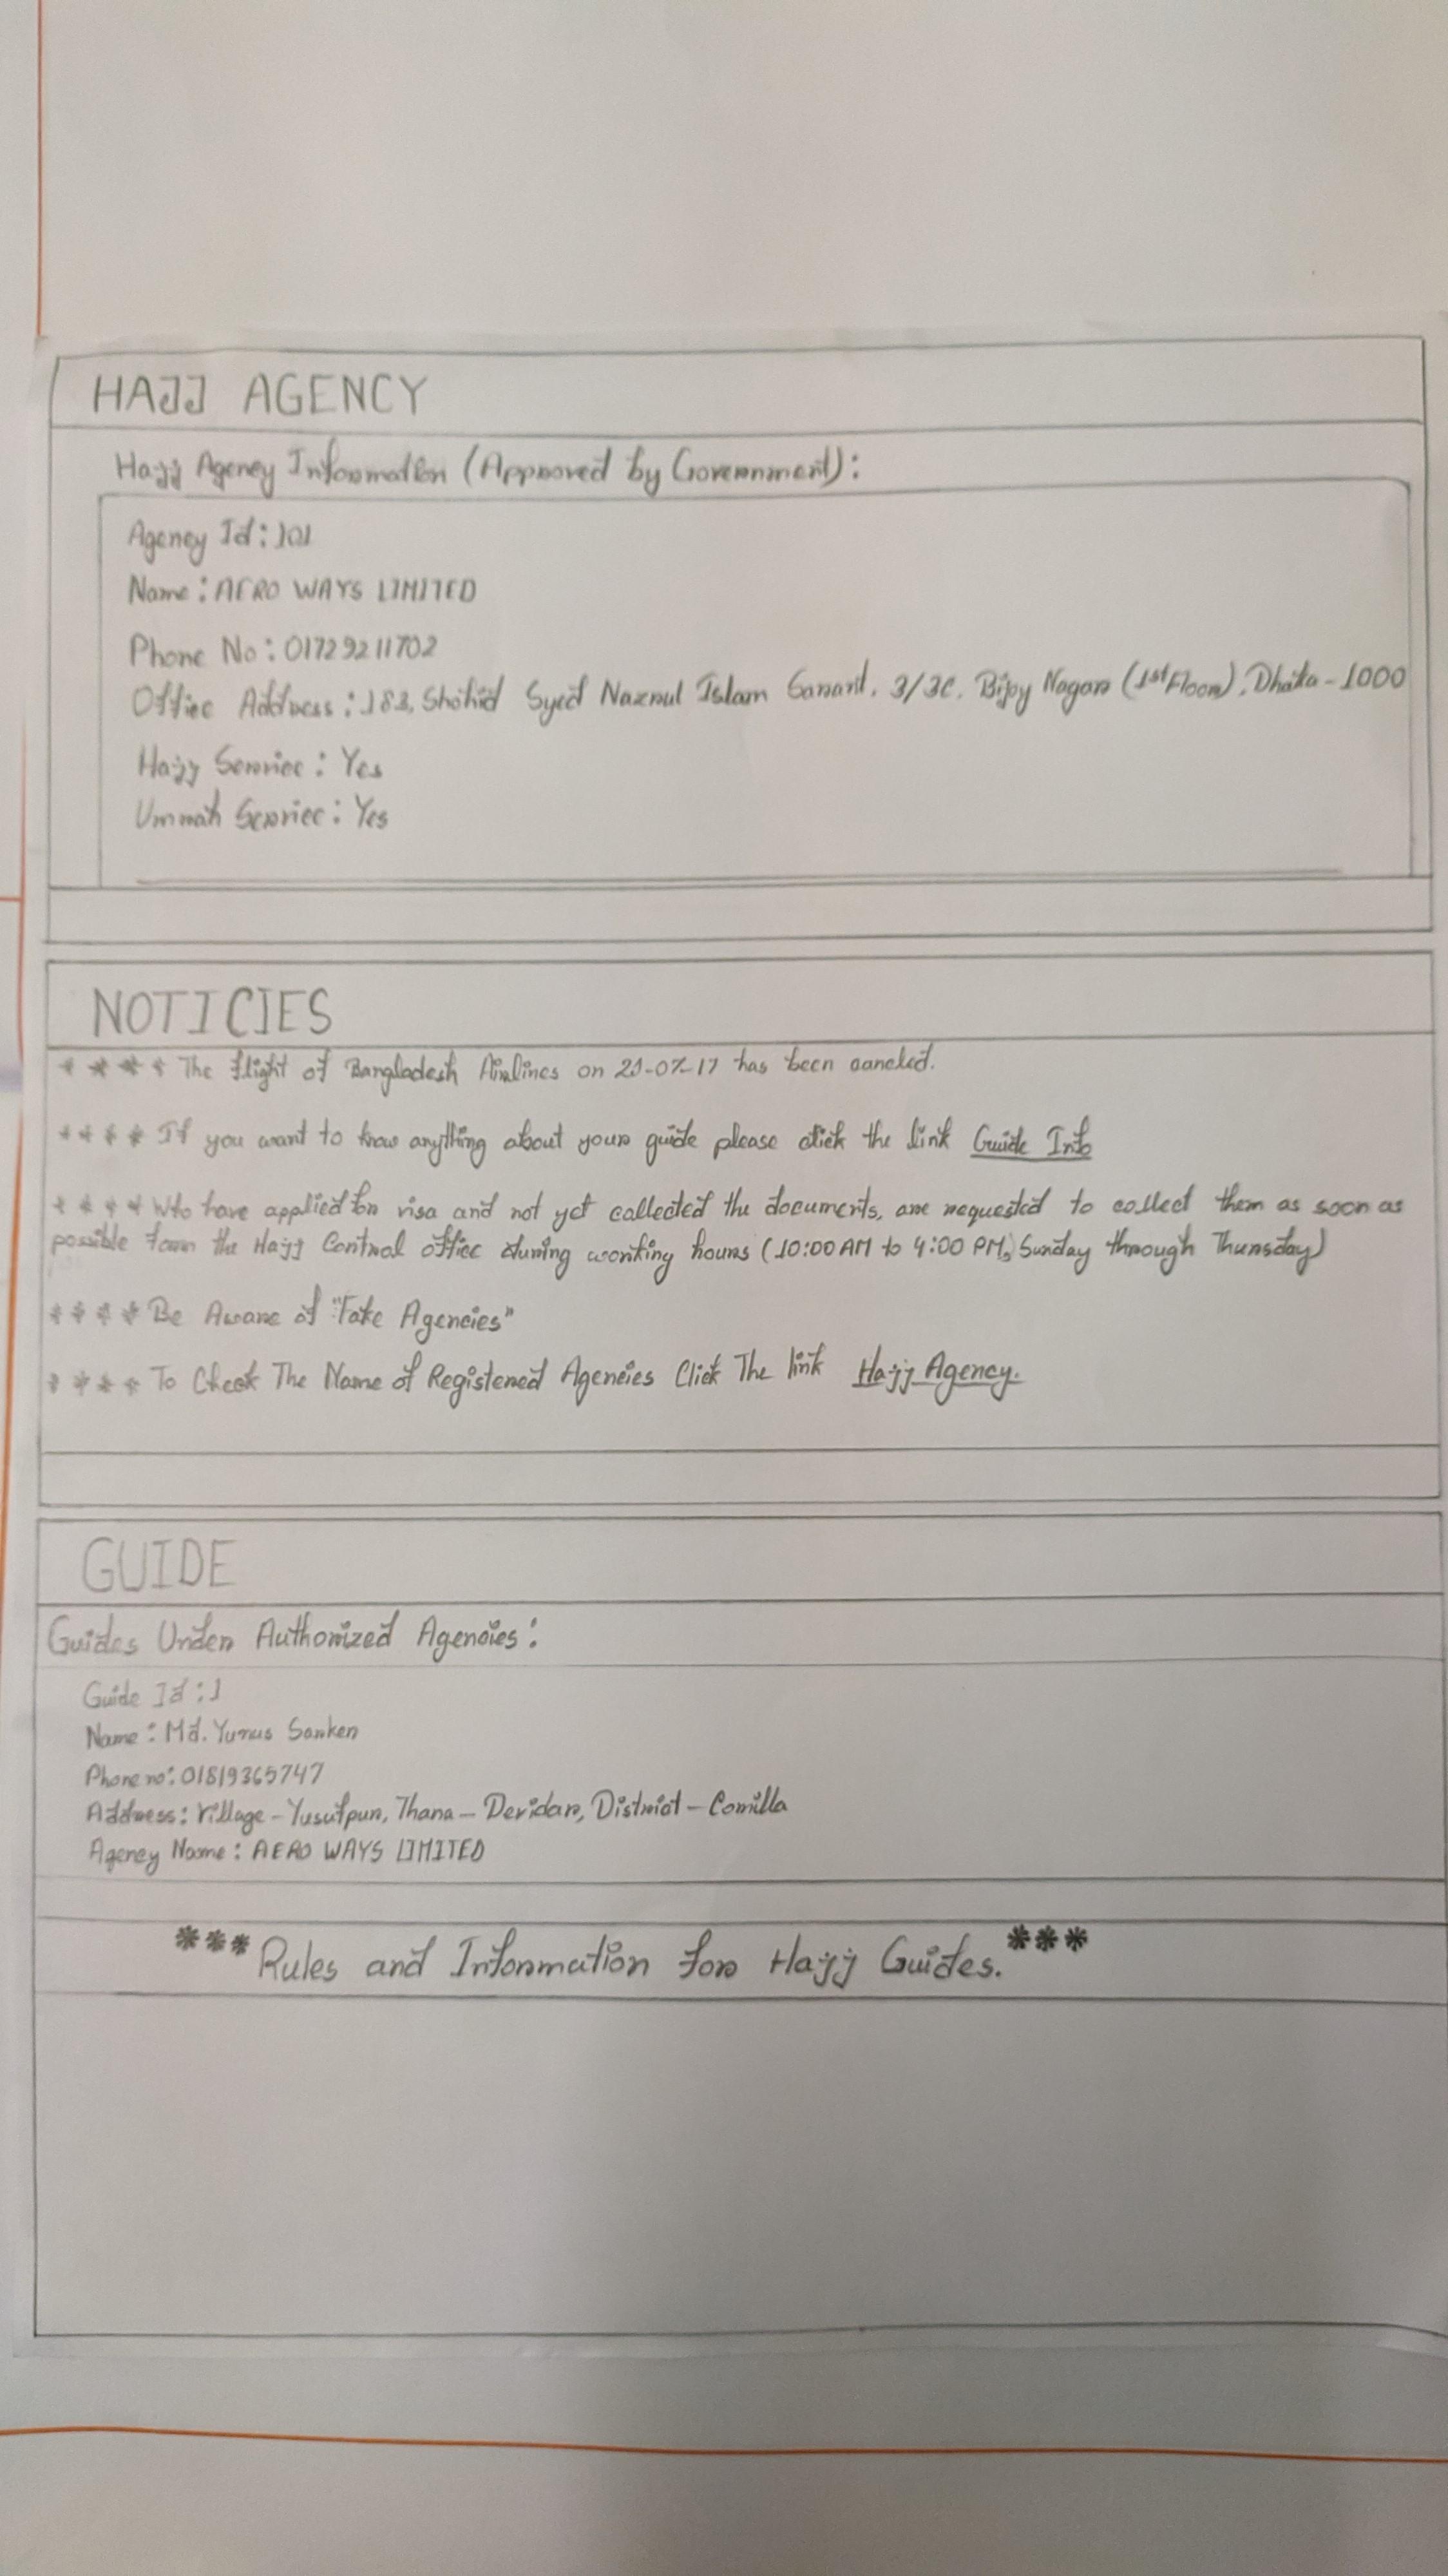 HAJJ AGENCY
Hajj Agency Information (Approved by Government):
Agency Id: 101
Name: AERO WAYS LIMITED
Phone No: 01729211702
Office Address: 183, Shohid Syed Nazrul Islam Sarani, 3/3C, Bijoy Nagar (1st Floor), Dhaka-1000
Hajj Service: Yes
Ummah Service: Yes
NOTICIES
**** The flight of Bangladesh Airlines on -17 has been cancled.
**** If you want to know anything about your guide please click the link Guide Info
**** Who have applied for visa and not yet collected the documents, are requested to collect them as soon as
possible form the Hajj Control office during working hours (10:00 AM to 4:00 PM, Sunday through Thursday)
**** Be Aware of "Fake Agencies"
**** To Check The Name of Registered Agencies Click The link Hajj Agency.
GUIDE
Guides Under Authorized Agencies:
Guide Id: 1
Name: Md. Yunus Sarker
Phone no: 01819365747
Address: Village-Yusufpur, Thana-Devidar, District-Comilla
Agency Name: AERO WAYS LIMITED
*** Rules and Information for Hajj Guides. ***